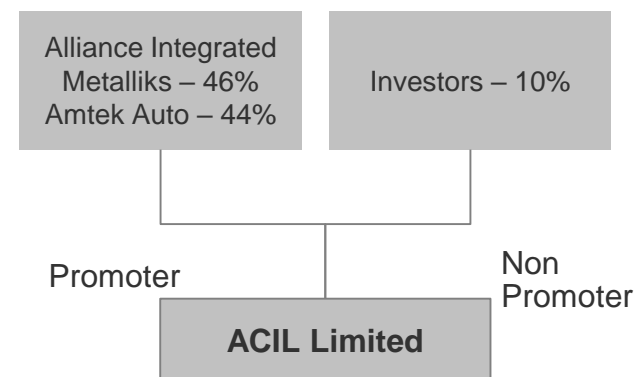 Alliance Integrated
Metalliks – 46%
Amtek Auto – 44%
Investors – 10%
Promoter
Non
Promoter
ACIL Limited